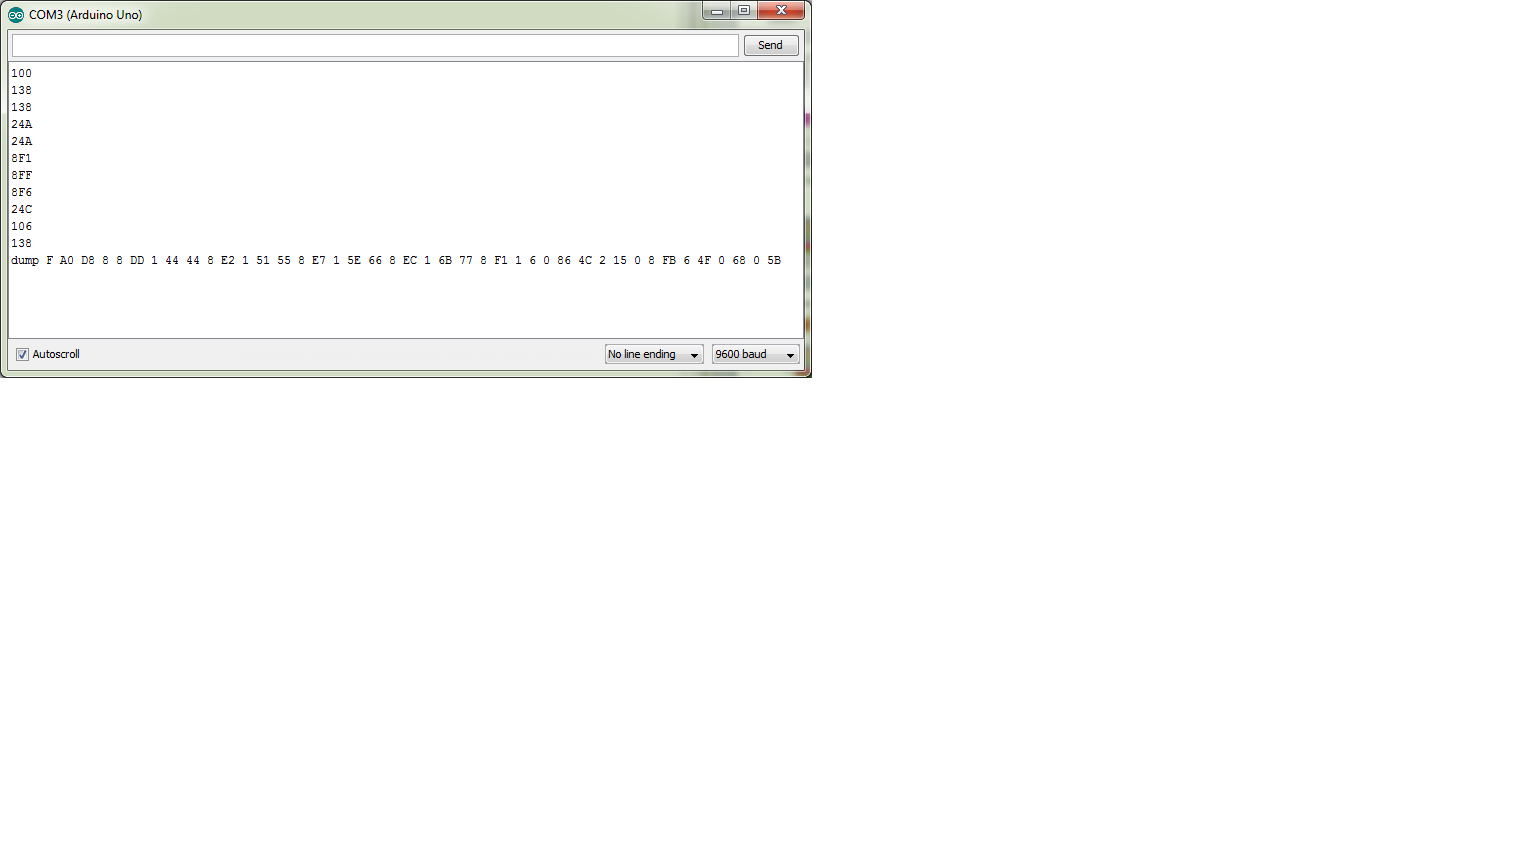 COM3 (Arduino Uno)
Send
100
138
138
24A
24A
8F1
8FF
8F6
24C
106
138
dump F A0 D8 8 8 DD 1 44 44 8 E2 1 51 55 8 E7 1 5E 66 8 EC 1 6B 77 8 F1 1 6 0 86 4C 2 15 0 8 FB 6 4F 0 68 0 5B
Autoscroll No line ending 9600 baud